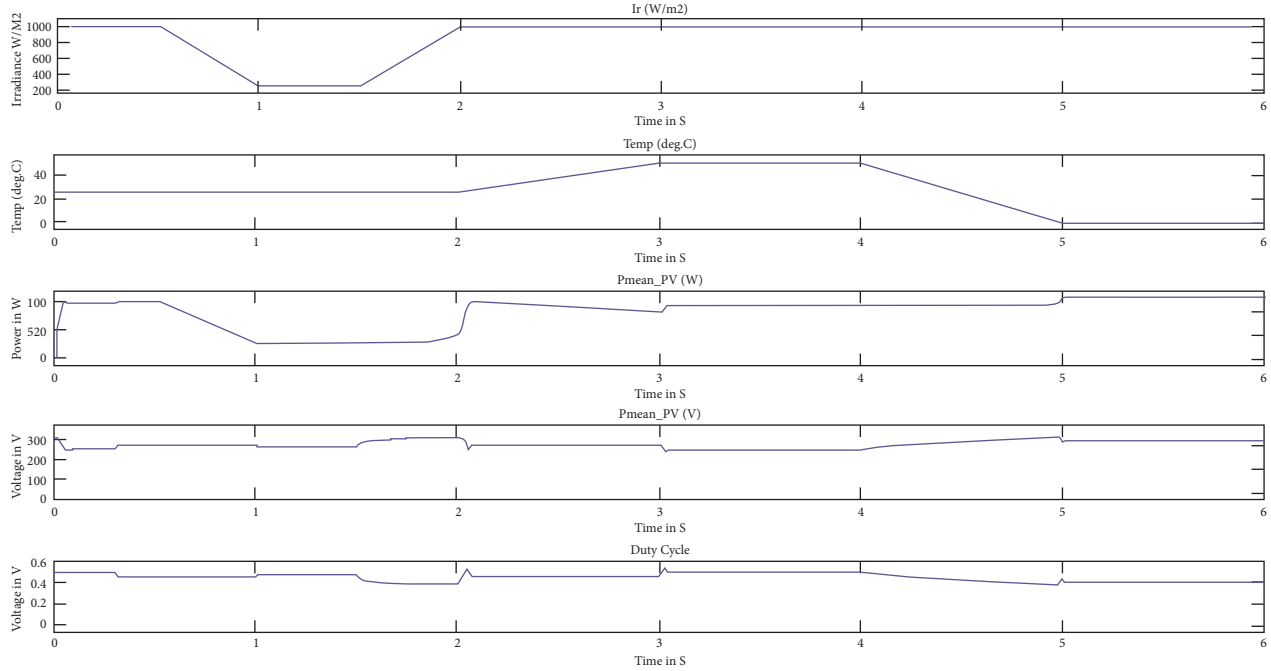 Ir (W/m2)
Irradiance W/M2
1000
800
600
400
200
0 1 2 3 4 5 6
Time in S
Temp (deg.C)
Temp (deg.C)
40
20
0
0 1 2 3 4 5 6
Time in S
Pmean_PV (W)
Power in W
100
520
0
0 1 2 3 4 5 6
Time in S
Pmean_PV (V)
Voltage in V
300
200
100
0
0 1 2 3 4 5 6
Time in S
Duty Cycle
Voltage in V
0.6
0.4
0.2
0
0 1 2 3 4 5 6
Time in S